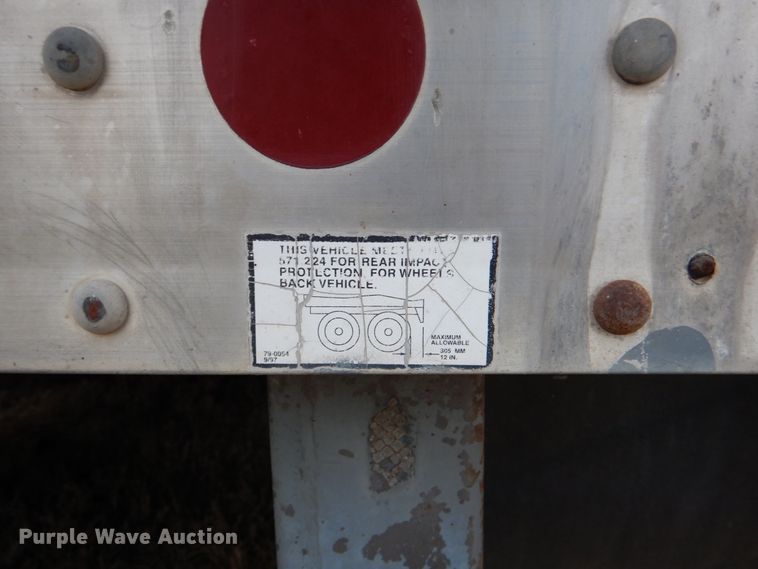 THIS VEHICLE
571.224 FOR REAR IMPACT
PROTECTION, FOR WHEELS
BACK VEHICLE.
MAXIMUM
ALLOWABLE
305 MM
12 IN.
79-0054
9/97
Purple Wave Auction